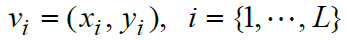 v_i = (x_i, y_i), i = {1, ⋯, L}